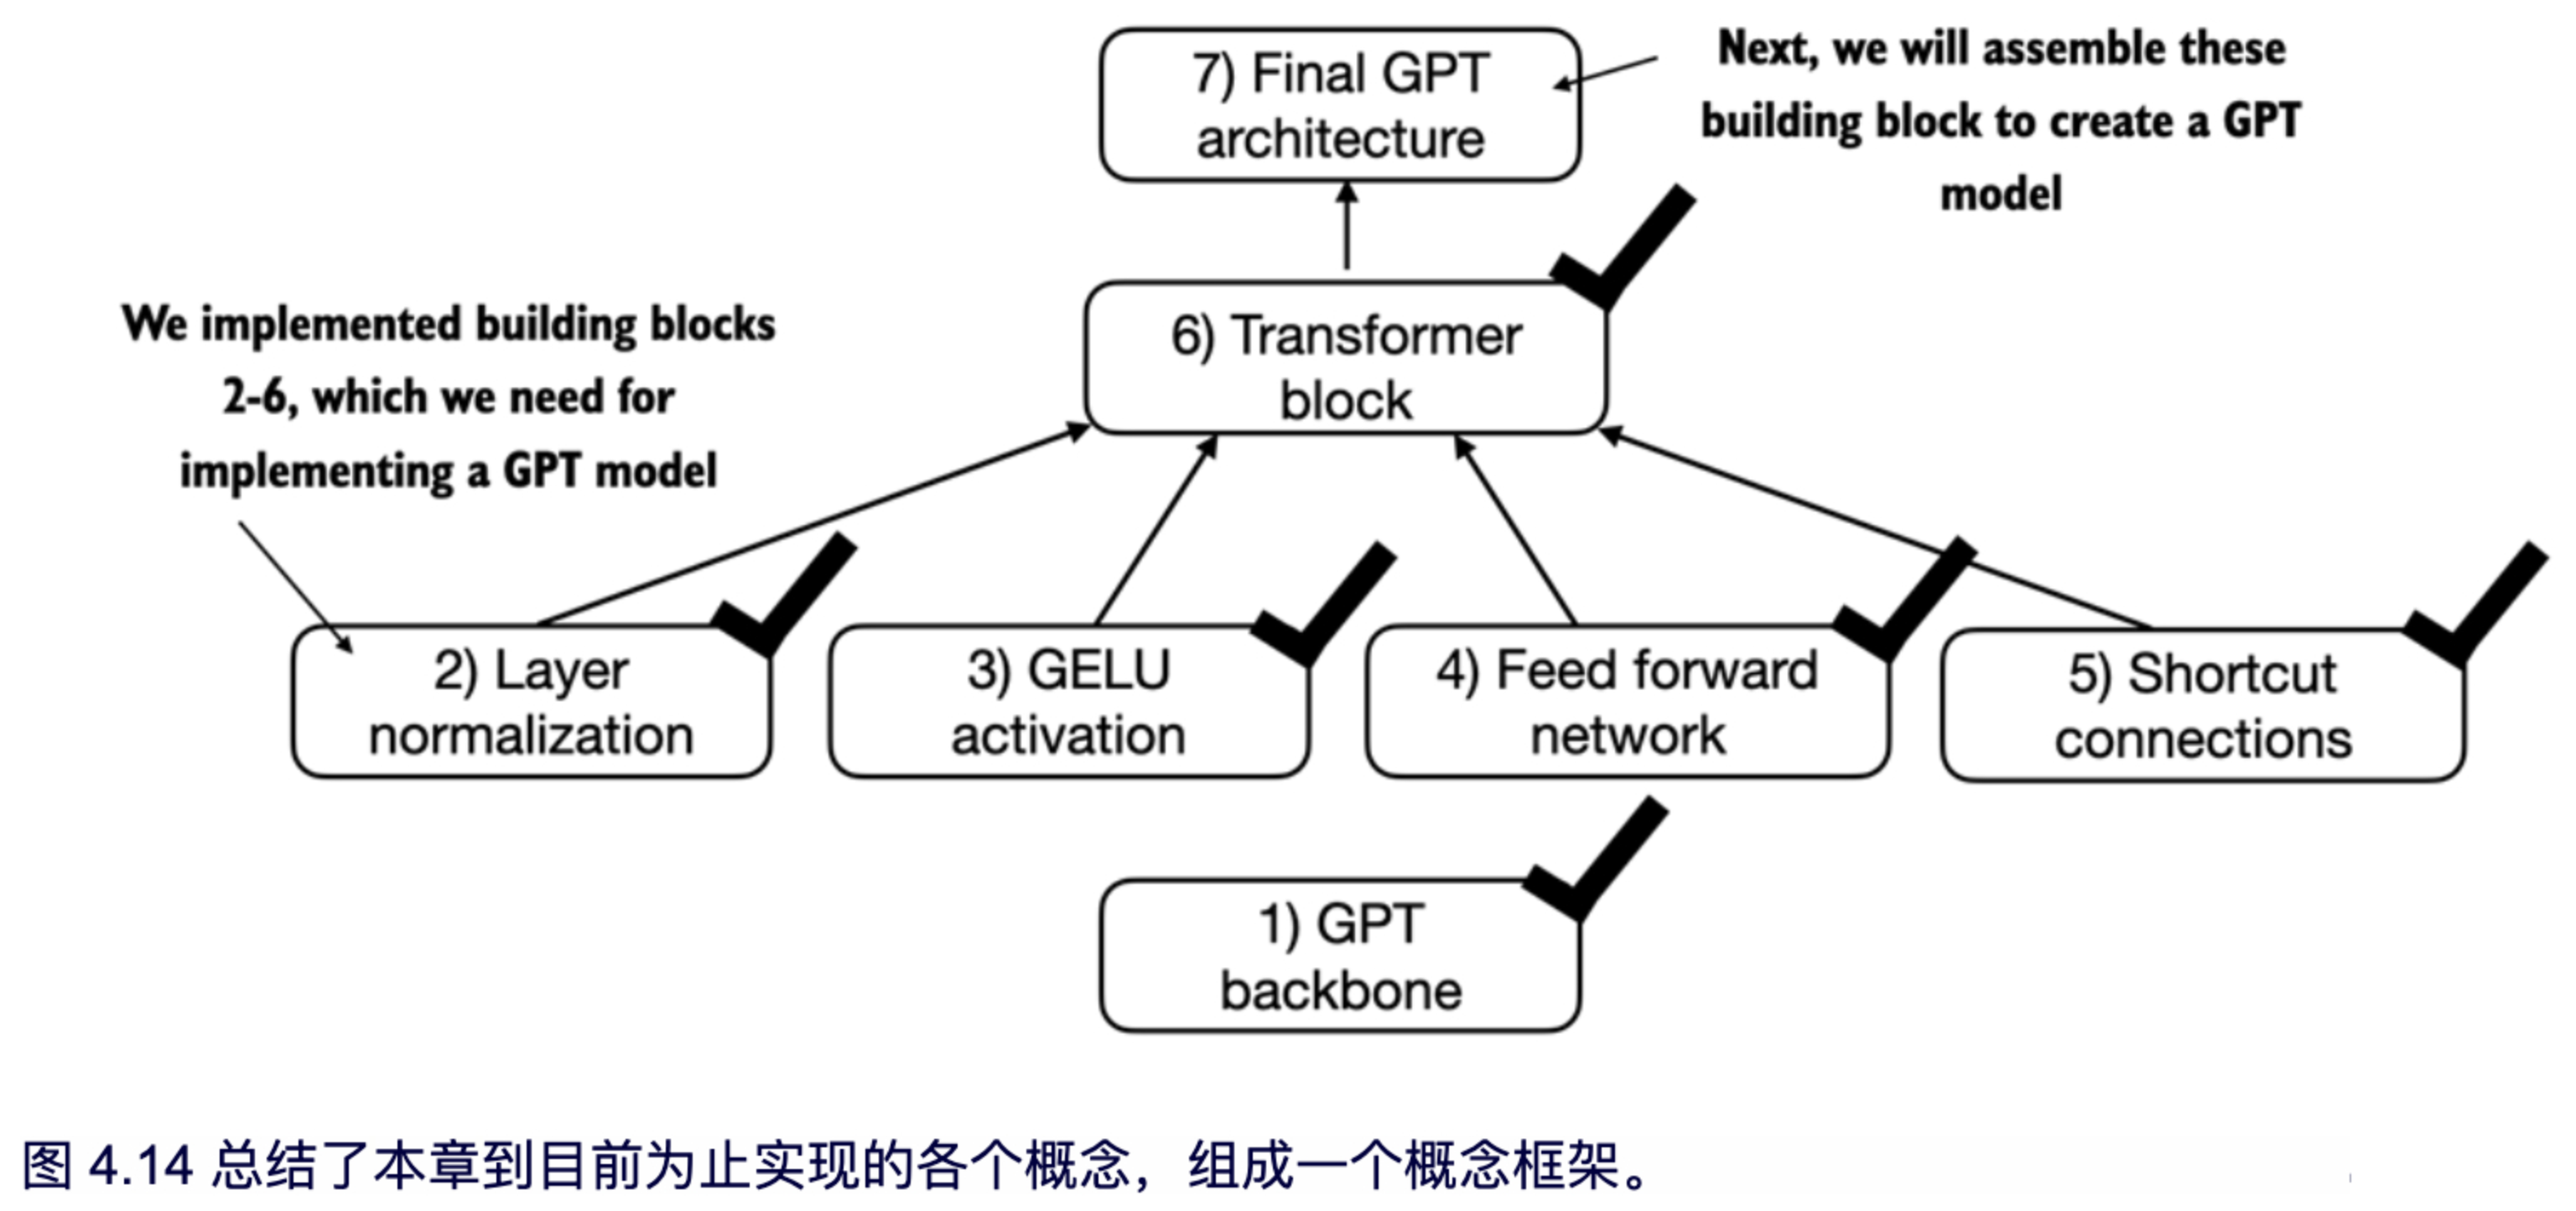 7) Final GPT
architecture
Next, we will assemble these
building block to create a GPT
model
6) Transformer
block
We implemented building blocks
2-6, which we need for
implementing a GPT model
2) Layer
normalization
3) GELU
activation
4) Feed forward
network
5) Shortcut
connections
1) GPT
backbone
图 4.14 总结了本章到目前为止实现的各个概念，组成一个概念框架。